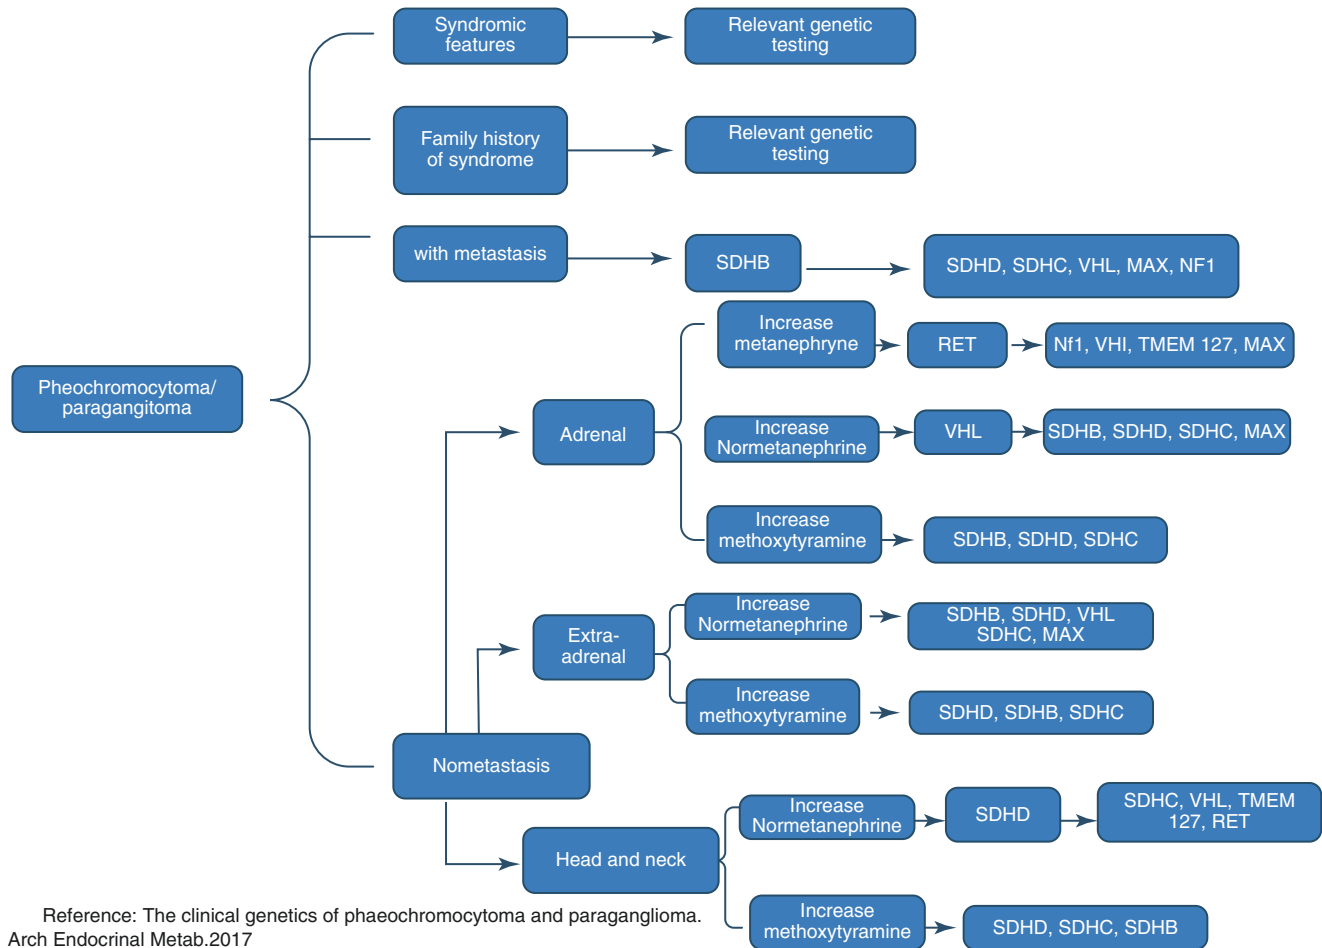 Syndromic
features
Relevant genetic
testing
Family history
of syndrome
Relevant genetic
testing
with metastasis
SDHB
SDHD, SDHC, VHL, MAX, NF1
Pheochromocytoma/
paragangitoma
Adrenal
Increase
metanephryne
RET
Nf1, VHI, TMEM 127, MAX
Increase
Normetanephrine
VHL
SDHB, SDHD, SDHC, MAX
Increase
methoxytyramine
SDHB, SDHD, SDHC
Extra-
adrenal
Increase
Normetanephrine
SDHB, SDHD, VHL
SDHC, MAX
Increase
methoxytyramine
SDHD, SDHB, SDHC
Nometastasis
Head and neck
Increase
Normetanephrine
SDHD
SDHC, VHL, TMEM
127, RET
Increase
methoxytyramine
SDHD, SDHC, SDHB
Reference: The clinical genetics of phaeochromocytoma and paraganglioma.
Arch Endocrinal Metab.2017